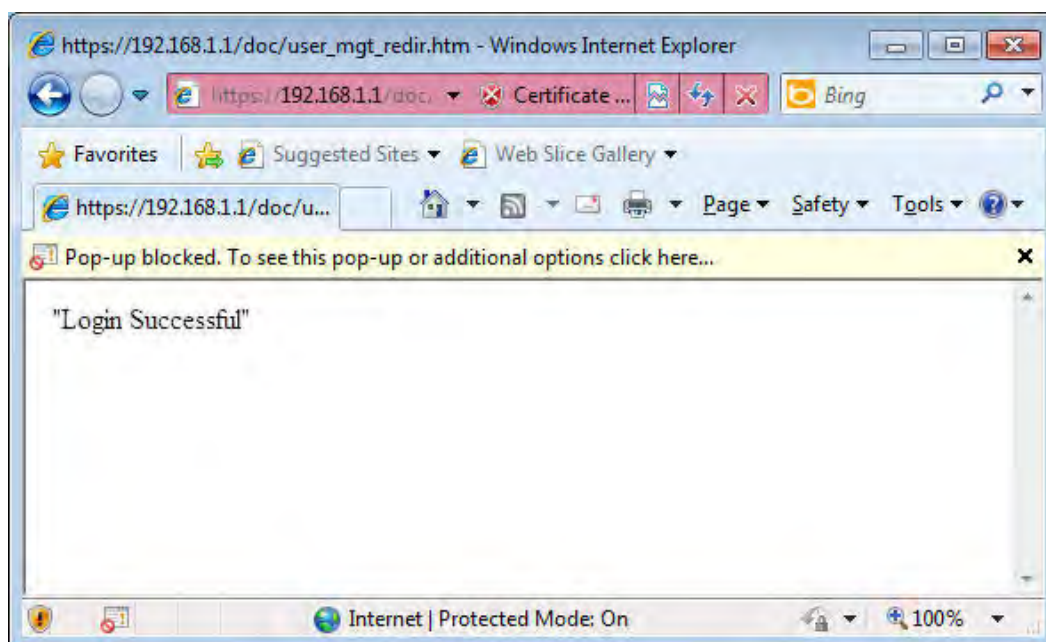 https://192.168.1.1/doc/user_mgt_redir.htm - Windows Internet Explorer
https://192.168.1.1/doc, Certificate ... Bing
Favorites Suggested Sites Web Slice Gallery
https://192.168.1.1/doc/u... Page Safety Tools
Pop-up blocked. To see this pop-up or additional options click here...
"Login Successful"
Internet | Protected Mode: On 100%